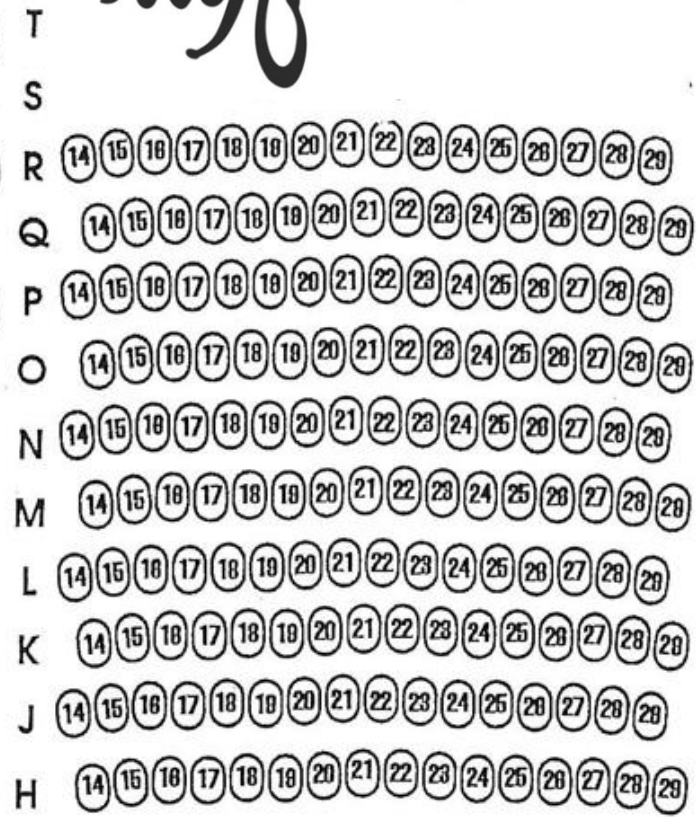 T
S
R 14 15 16 17 18 19 20 21 22 23 24 25 26 27 28 29
Q 14 15 16 17 18 19 20 21 22 23 24 25 26 27 28 29
P 14 15 16 17 18 19 20 21 22 23 24 25 26 27 28 29
O 14 15 16 17 18 19 20 21 22 23 24 25 26 27 28 29
N 14 15 16 17 18 19 20 21 22 23 24 25 26 27 28 29
M 14 15 16 17 18 19 20 21 22 23 24 25 26 27 28 29
L 14 15 16 17 18 19 20 21 22 23 24 25 26 27 28 29
K 14 15 16 17 18 19 20 21 22 23 24 25 26 27 28 29
J 14 15 16 17 18 19 20 21 22 23 24 25 26 27 28 29
H 14 15 16 17 18 19 20 21 22 23 24 25 26 27 28 29